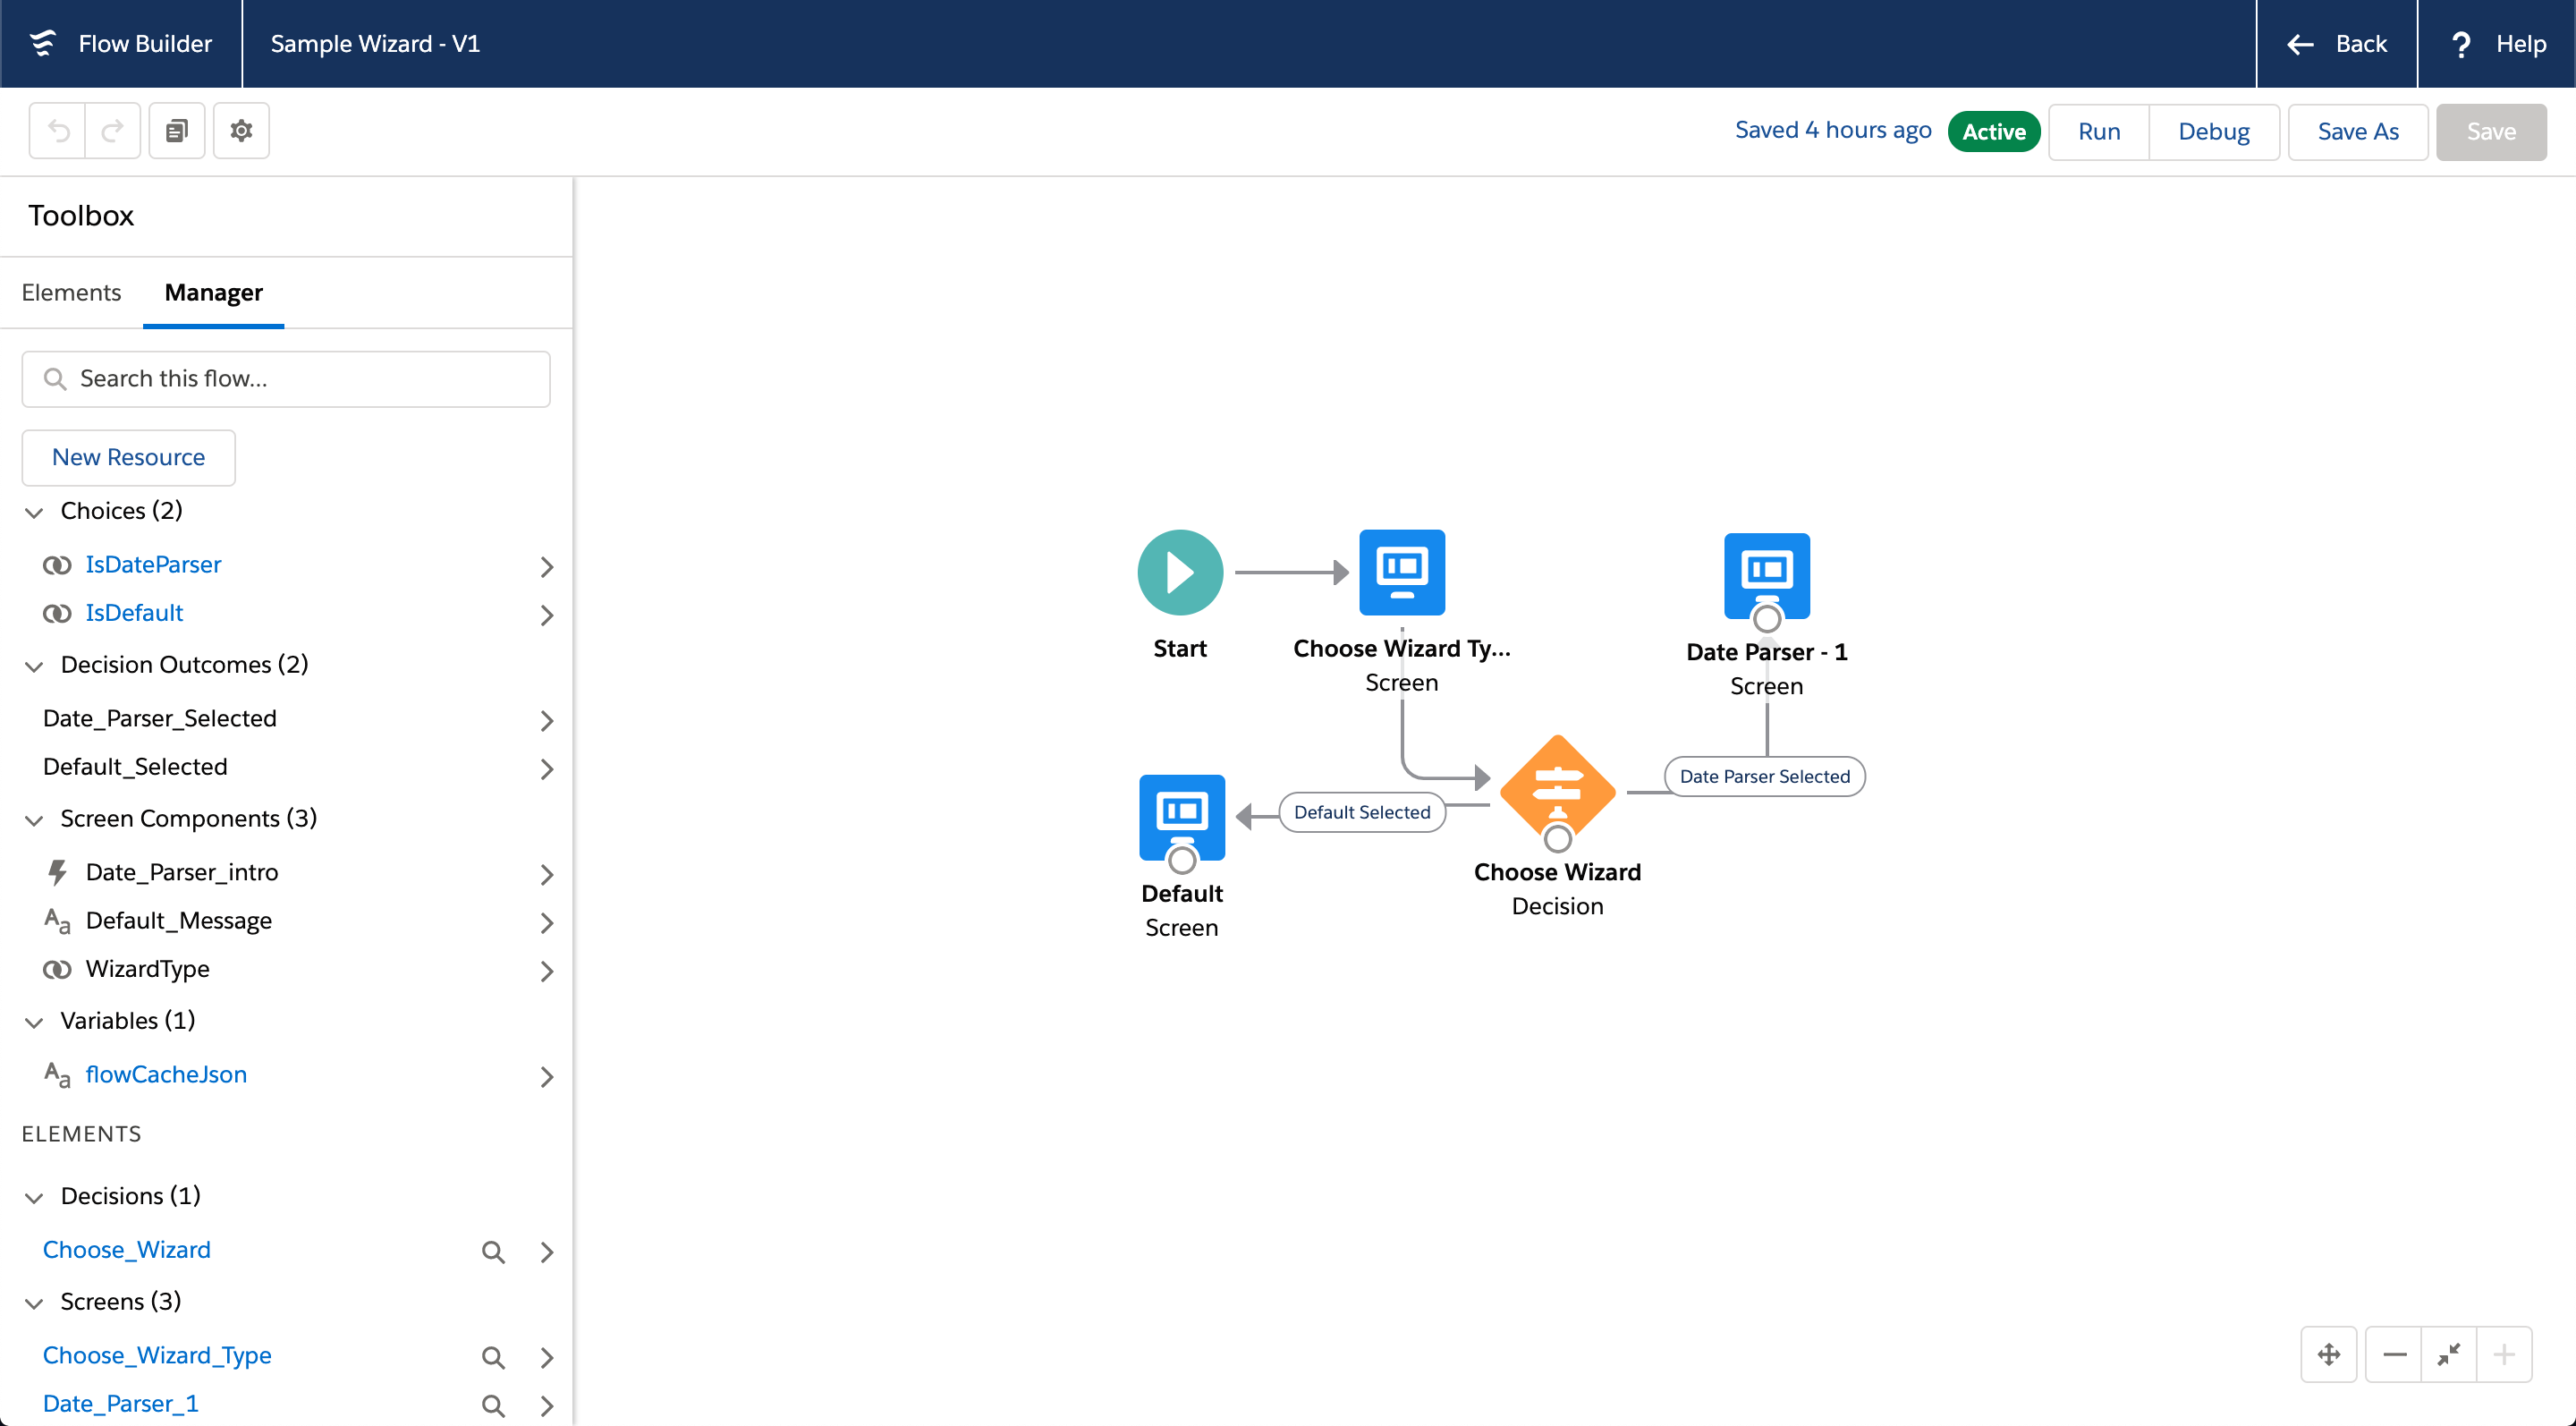 Flow Builder
Sample Wizard - V1
Back
? Help
Saved 4 hours ago
Active
Run
Debug
Save As
Save
Toolbox
Elements
Manager
Search this flow...
New Resource
Choices (2)
IsDateParser
IsDefault
Decision Outcomes (2)
Date_Parser_Selected
Default_Selected
Screen Components (3)
Date_Parser_intro
Aa Default_Message
WizardType
Variables (1)
Aa flowCacheJson
ELEMENTS
Decisions (1)
Choose_Wizard
Screens (3)
Choose_Wizard_Type
Date_Parser_1
Start
Choose Wizard Ty...
Screen
Date Parser - 1
Screen
Date Parser Selected
Default Selected
Choose Wizard
Decision
Default
Screen